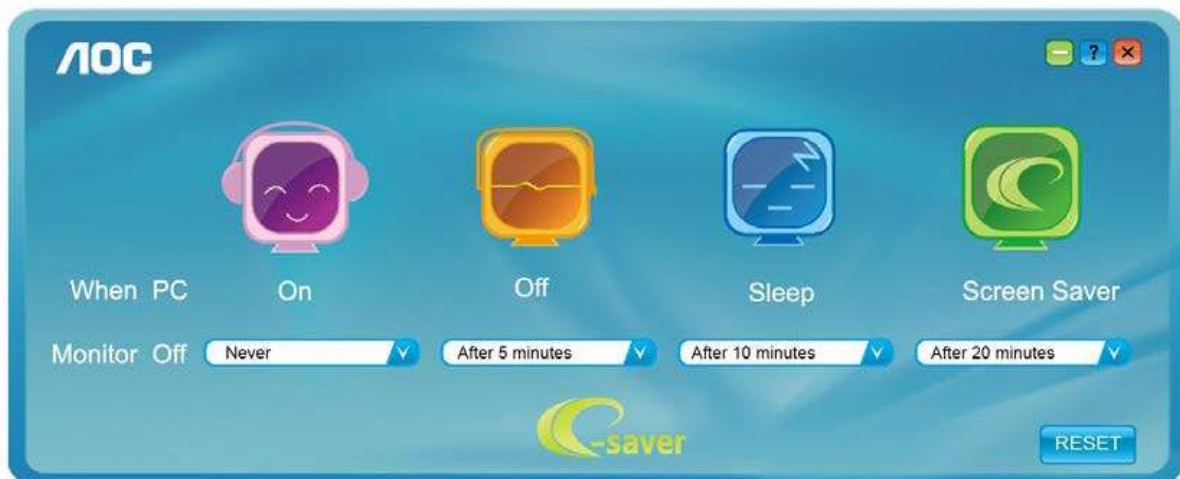 AOC
?
When PC On Off Sleep Screen Saver
Monitor Off Never After 5 minutes After 10 minutes After 20 minutes
e-saver
RESET